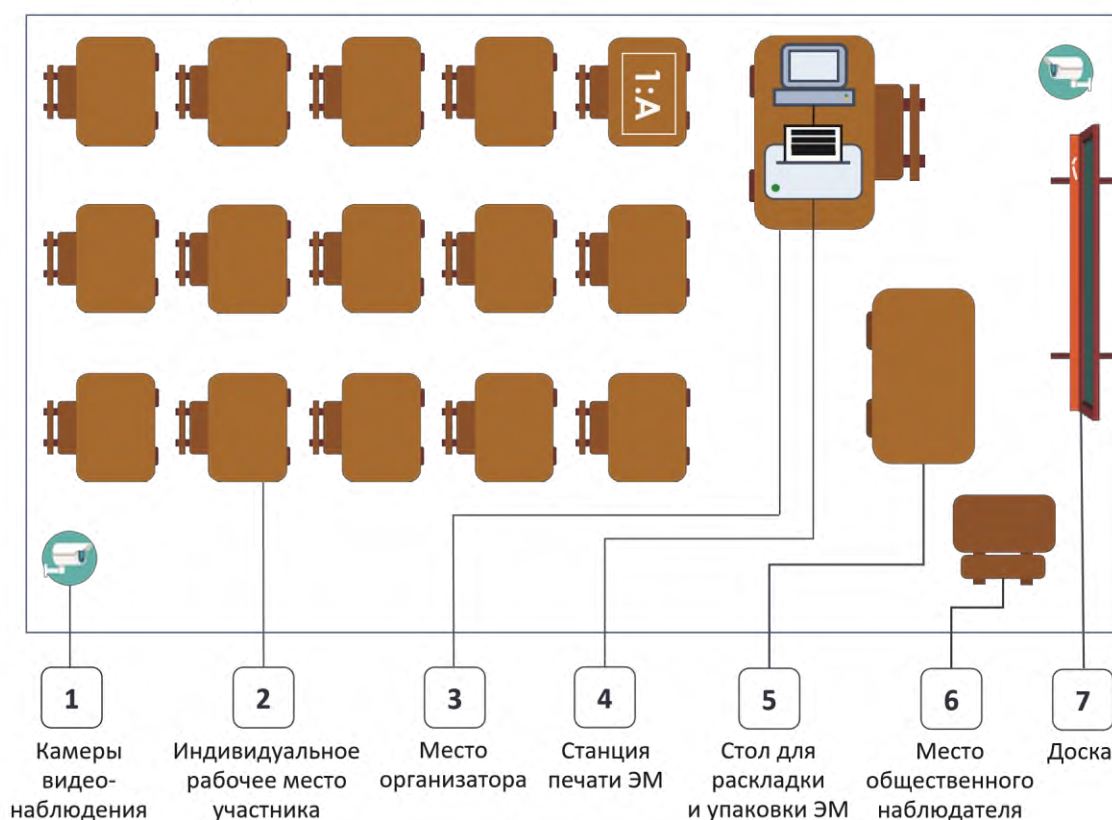 1:A
1
Камеры
видео-
наблюдения
2
Индивидуальное
рабочее место
участника
3
Место
организатора
4
Станция
печати ЭМ
5
Стол для
раскладки
и упаковки ЭМ
6
Место
общественного
наблюдателя
7
Доска